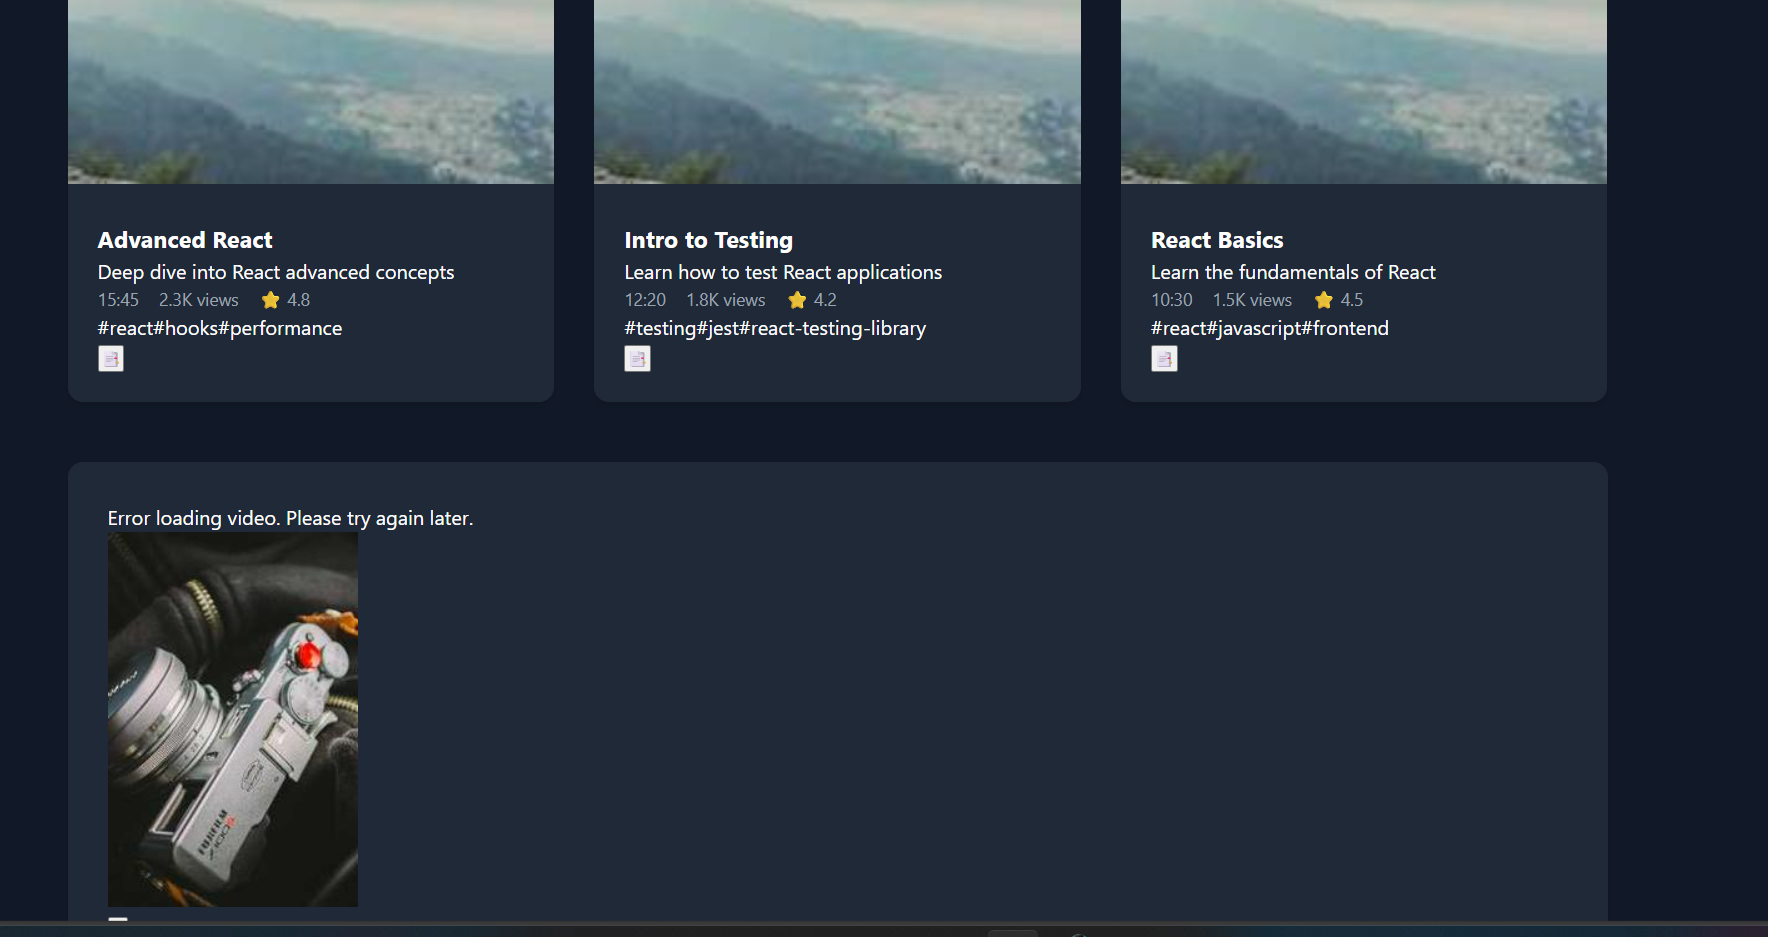 Advanced React
Deep dive into React advanced concepts
15:45 2.3K views ⭐ 4.8
#react#hooks#performance
Intro to Testing
Learn how to test React applications
12:20 1.8K views ⭐ 4.2
#testing#jest#react-testing-library
React Basics
Learn the fundamentals of React
10:30 1.5K views ⭐ 4.5
#react#javascript#frontend
Error loading video. Please try again later.
FUJIFILM
X100S